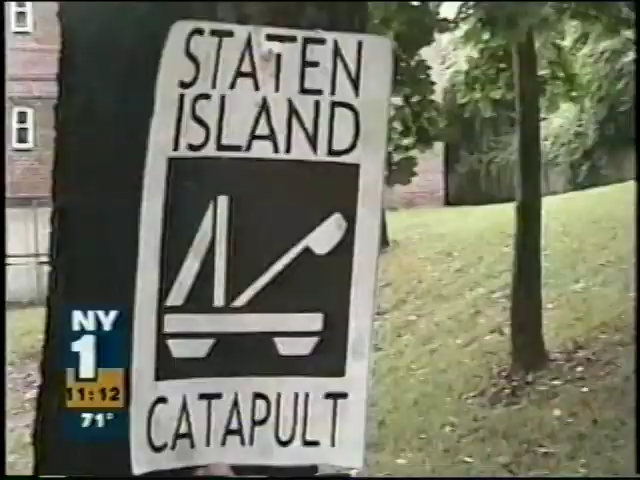 STATEN
ISLAND
CATAPULT
NY
1
11:12
71°